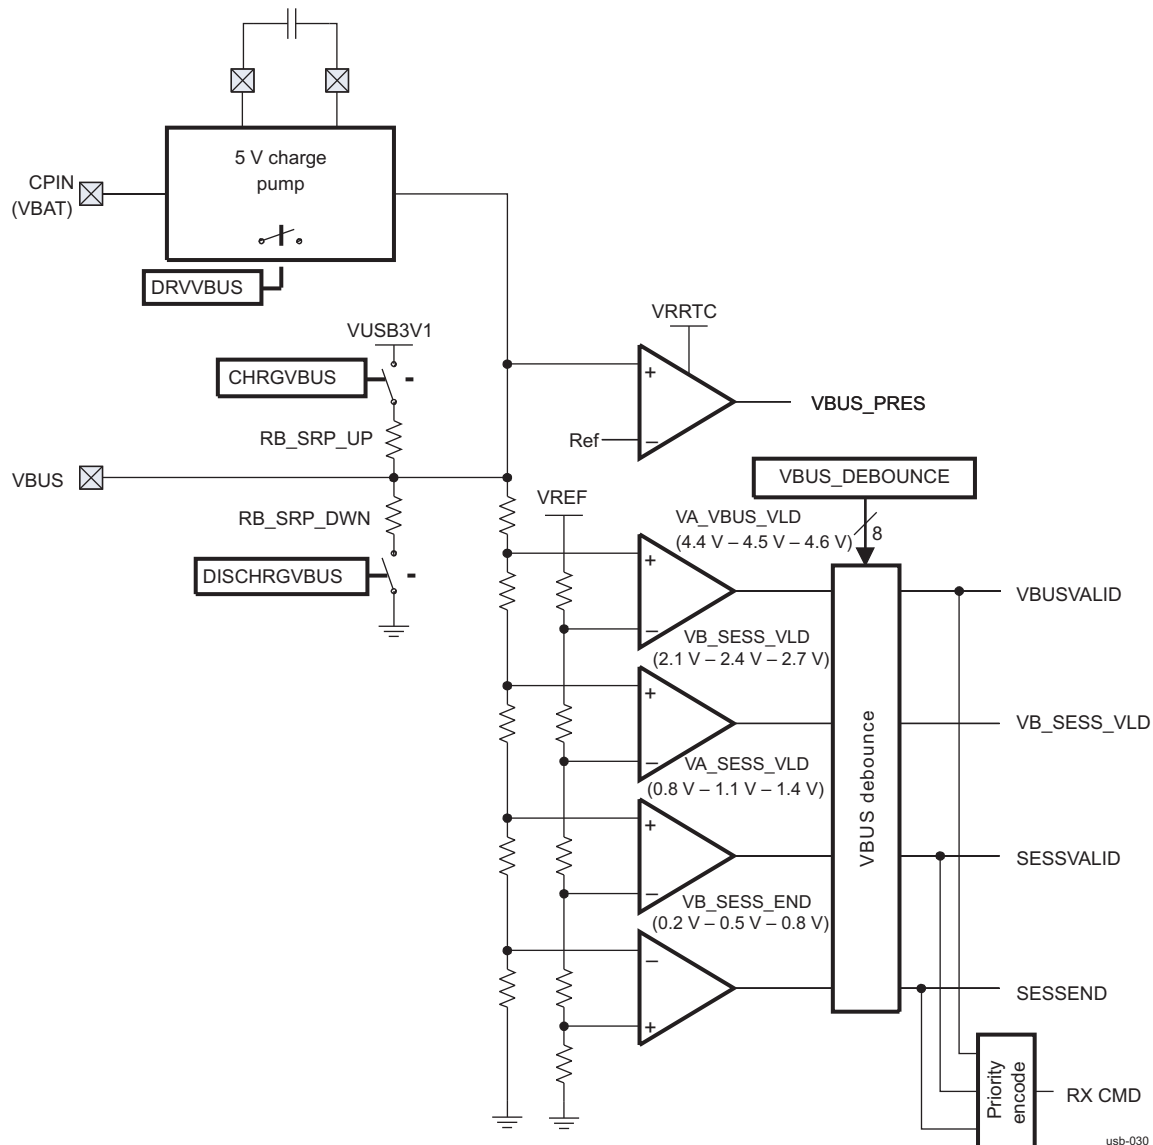 5 V charge
pump
CPIN
(VBAT)
DRVVBUS
VRRTC
VUSB3V1
CHRGVBUS
+
VBUS_PRES
RB_SRP_UP
Ref
–
VBUS
VBUS_DEBOUNCE
VREF
RB_SRP_DWN
VA_VBUS_VLD
(4.4 V – 4.5 V – 4.6 V)
8
+
DISCHRGVBUS
VBUSVALID
–
VB_SESS_VLD
(2.1 V – 2.4 V – 2.7 V)
+
VB_SESS_VLD
–
VA_SESS_VLD
(0.8 V – 1.1 V – 1.4 V)
VBUS debounce
+
SESSVALID
–
VB_SESS_END
(0.2 V – 0.5 V – 0.8 V)
–
SESSEND
+
Priority
encode
RX CMD
usb-030